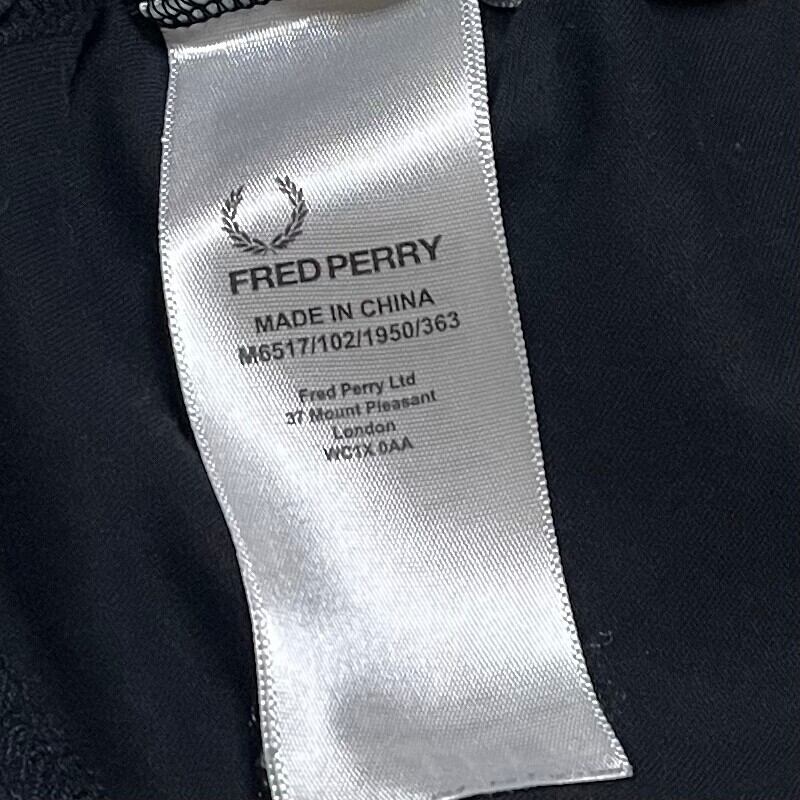 FRED PERRY
MADE IN CHINA
M6517/102/1950/363
Fred Perry Ltd
37 Mount Pleasant
London
WC1X 0AA